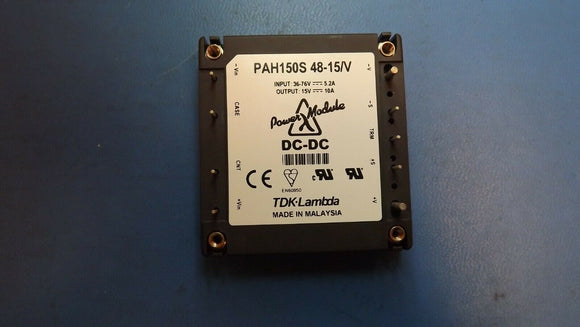 PAH150S 48-15/V
INPUT: 36-76V 5.2A
OUTPUT: 15V 10A
Power Module
DC-DC
CE
EN60950
TDK-Lambda
MADE IN MALAYSIA
-Vin
CASE
CNT
+Vin
-V
-S
TRM
+S
+V